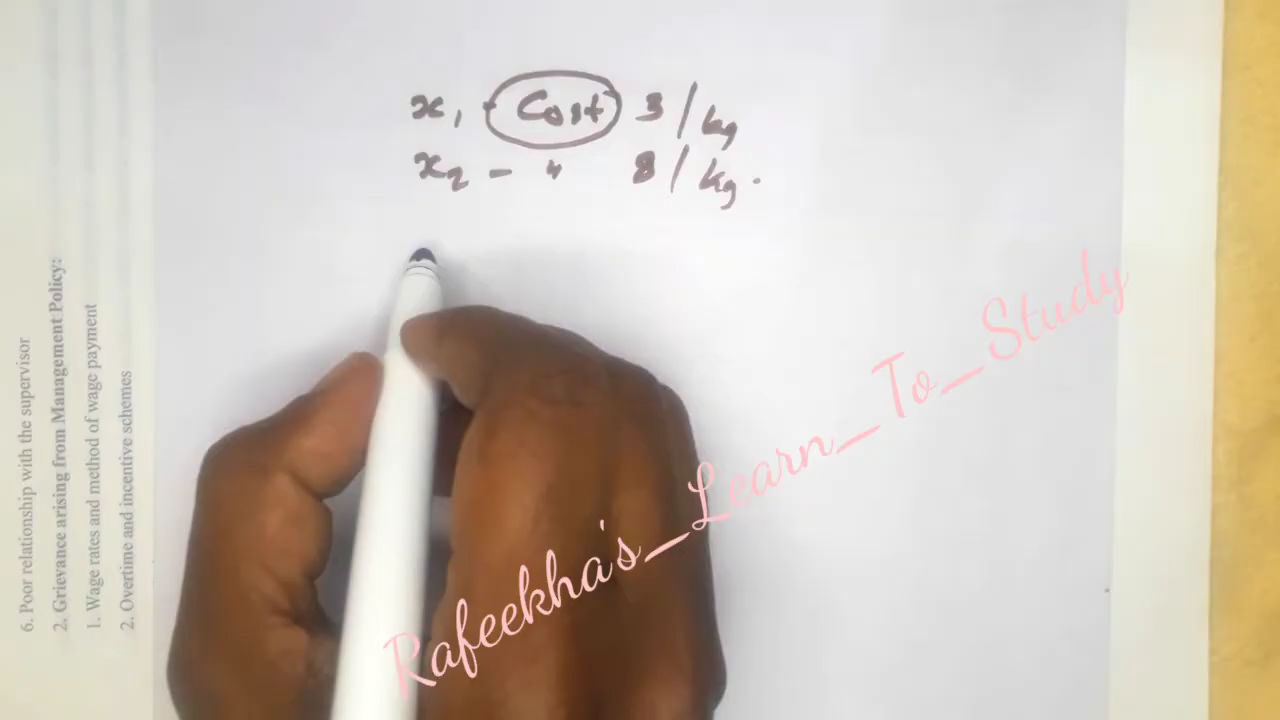 x₁ - Cost 3/kg
x₂ - " 8/kg.
6. Poor relationship with the supervisor
2. Grievance arising from Management Policy:
1. Wage rates and method of wage payment
2. Overtime and incentive schemes
Rafeekha's_Learn_To_Study